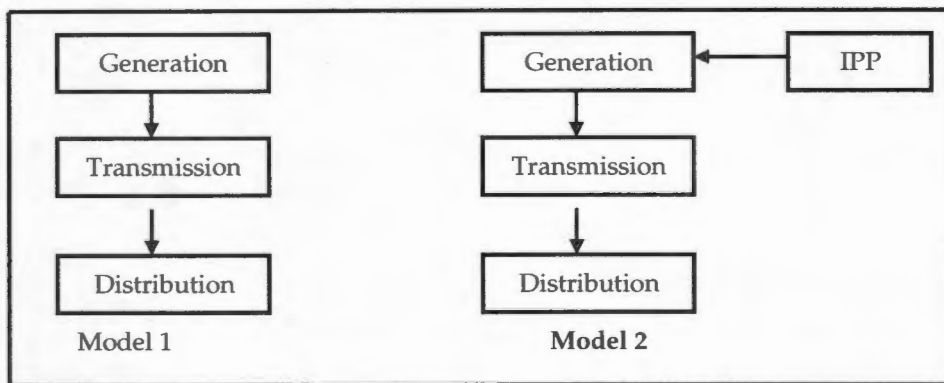 Generation
Transmission
Distribution
Model 1
Generation
IPP
Transmission
Distribution
Model 2